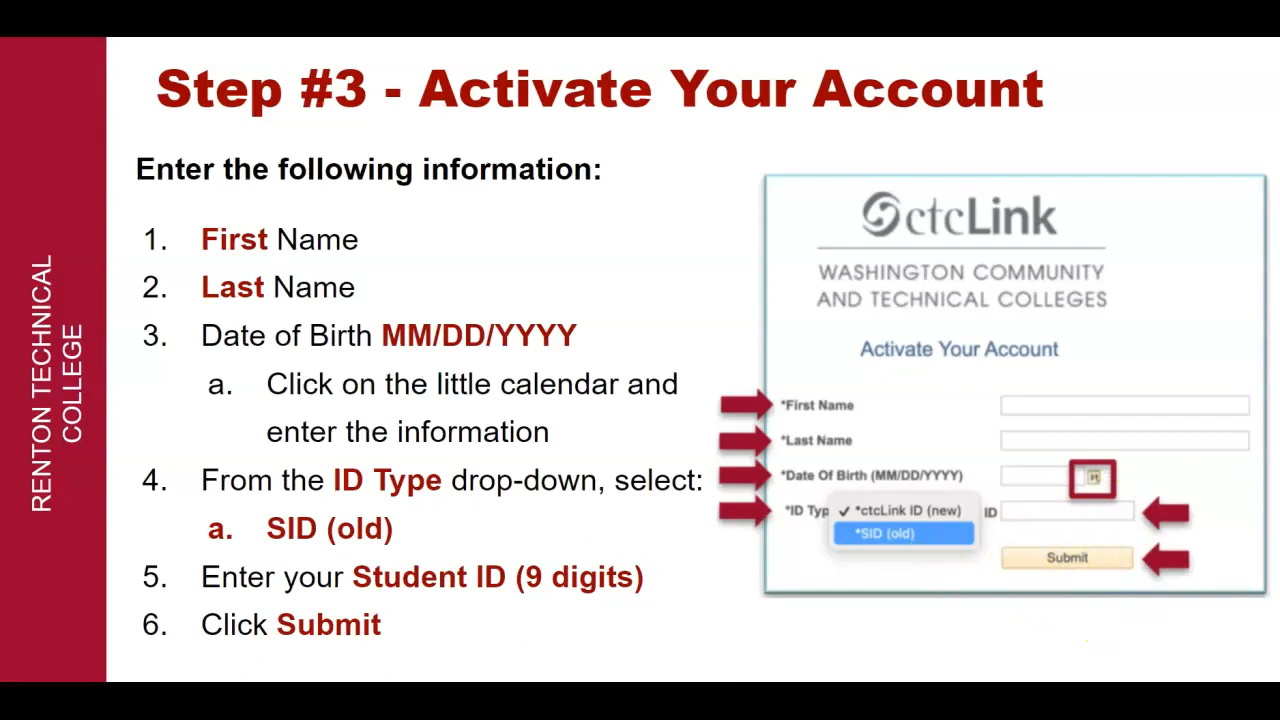 Step #3 - Activate Your Account
RENTON TECHNICAL
COLLEGE
Enter the following information:
1. First Name
2. Last Name
3. Date of Birth MM/DD/YYYY
a. Click on the little calendar and
enter the information
4. From the ID Type drop-down, select:
a. SID (old)
5. Enter your Student ID (9 digits)
6. Click Submit
ctcLink
WASHINGTON COMMUNITY
AND TECHNICAL COLLEGES
Activate Your Account
*First Name
*Last Name
*Date Of Birth (MM/DD/YYYY)
*ID Typ ✓ *ctcLink ID (new) ID
*SID (old)
Submit